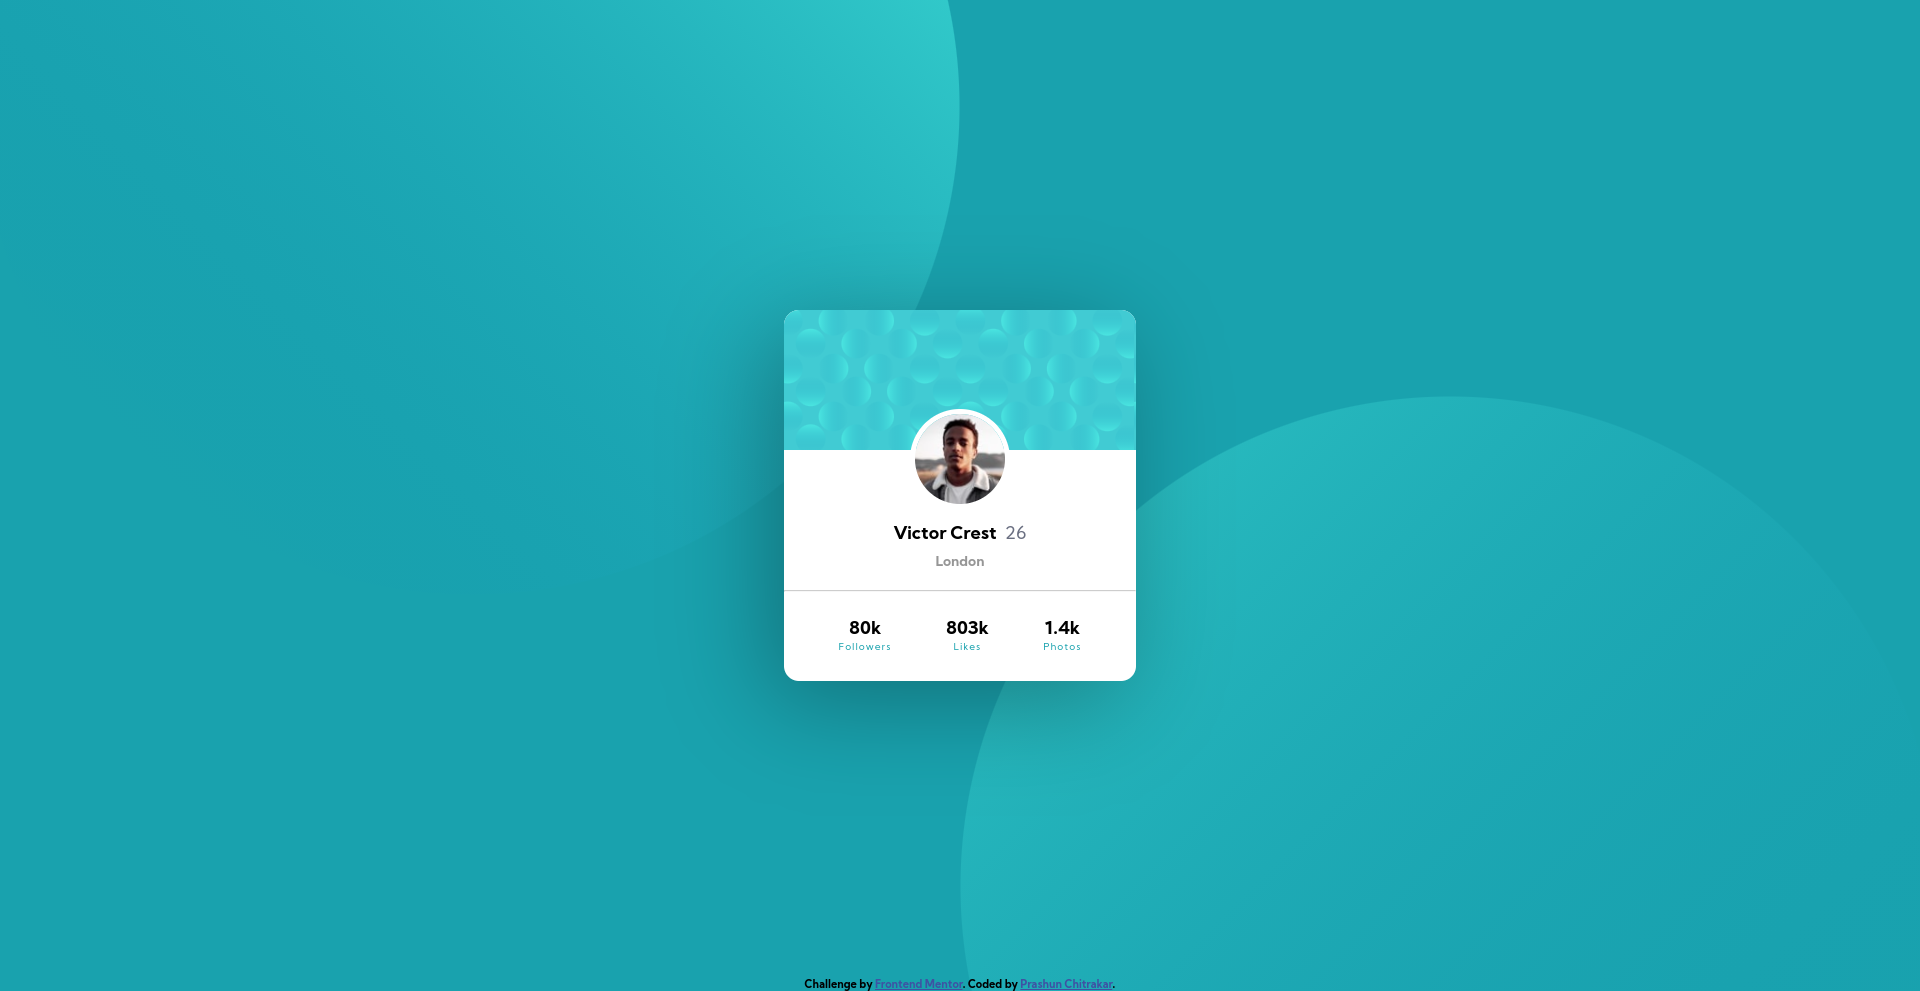 Victor Crest 26
London
80k 803k 1.4k
Followers Likes Photos
Challenge by Frontend Mentor. Coded by Prashun Chitrakar.